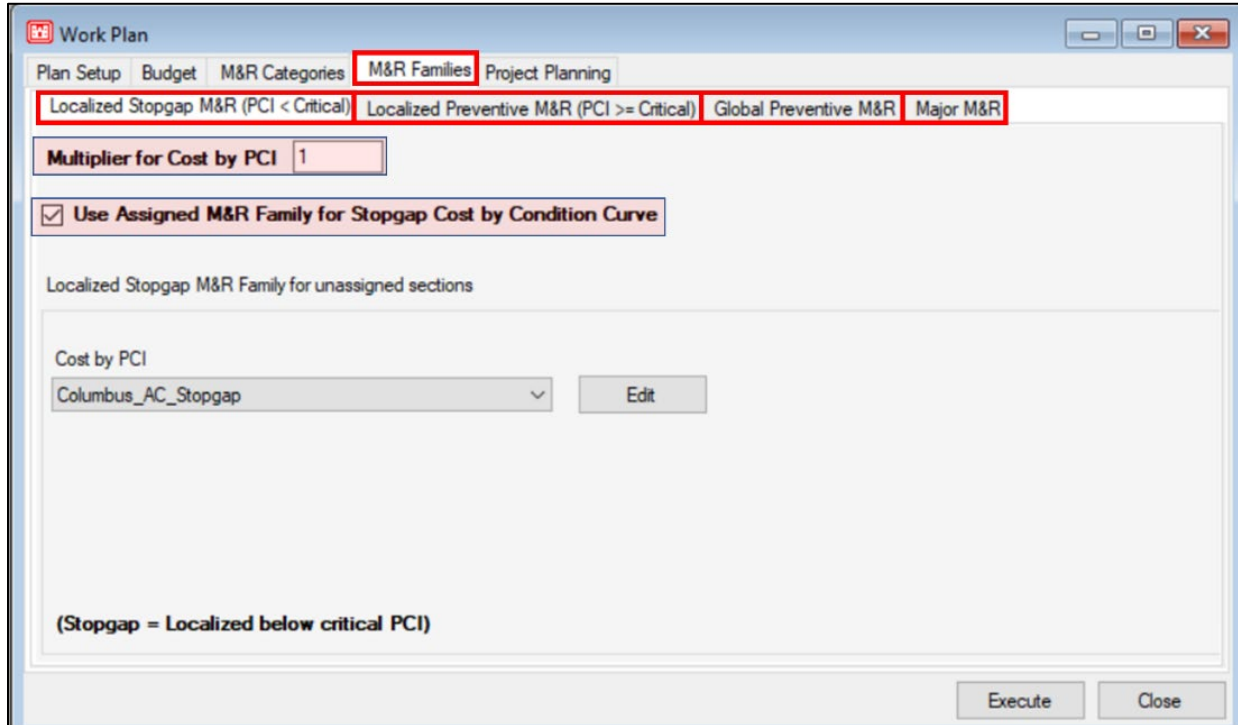 Work Plan
Plan Setup Budget M&R Categories M&R Families Project Planning
Localized Stopgap M&R (PCI < Critical) Localized Preventive M&R (PCI >= Critical) Global Preventive M&R Major M&R
Multiplier for Cost by PCI 1
Use Assigned M&R Family for Stopgap Cost by Condition Curve
Localized Stopgap M&R Family for unassigned sections
Cost by PCI
Columbus_AC_Stopgap Edit
(Stopgap = Localized below critical PCI)
Execute Close